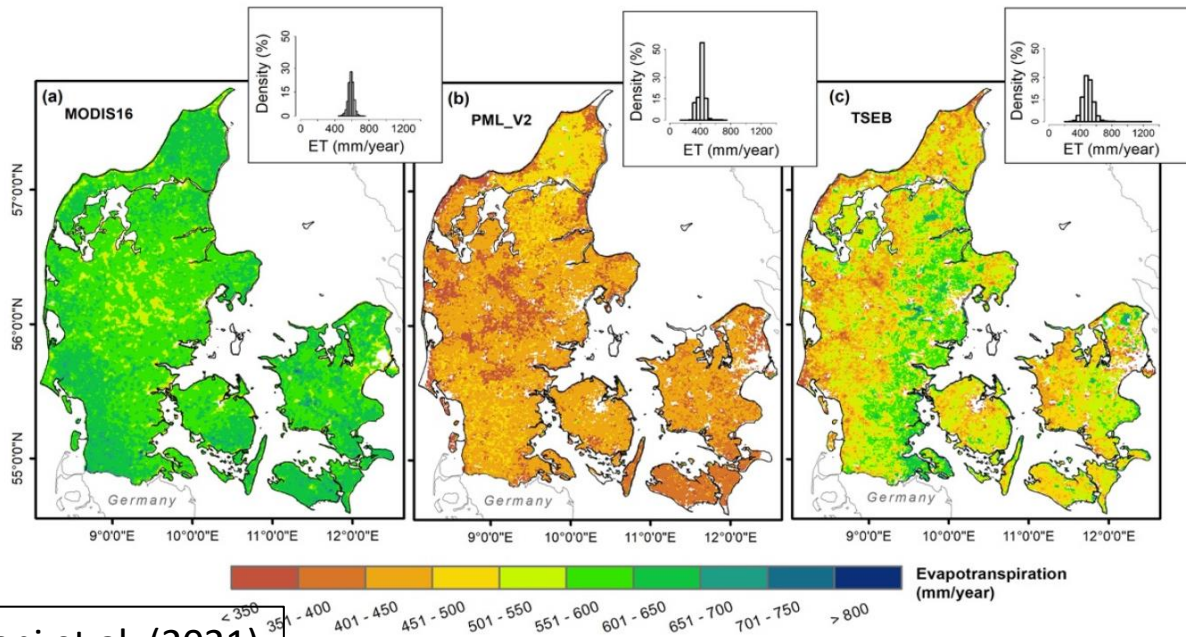 50
30
15
0
Density (%)
0 400 800 1200
ET (mm/year)
50
30
15
0
Density (%)
0 400 800 1200
ET (mm/year)
50
30
15
0
Density (%)
0 400 800 1200
ET (mm/year)
(a)
MODIS16
(b)
PML_V2
(c)
TSEB
57°0'0"N
56°0'0"N
55°0'0"N
Germany
Germany
Germany
9°0'0"E 10°0'0"E 11°0'0"E 12°0'0"E
9°0'0"E 10°0'0"E 11°0'0"E 12°0'0"E
9°0'0"E 10°0'0"E 11°0'0"E 12°0'0"E
< 350 351 - 400 401 - 450 451 - 500 501 - 550 551 - 600 601 - 650 651 - 700 701 - 750 > 800
Evapotranspiration
(mm/year)
et al. (2021)